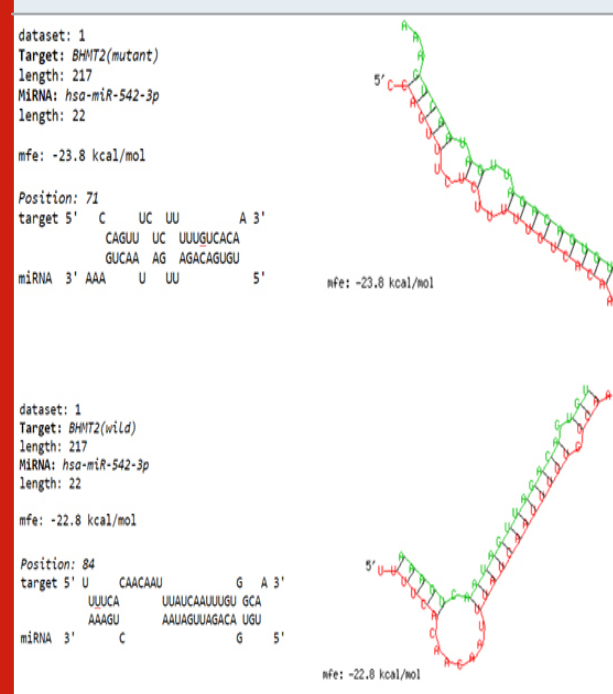 dataset: 1
Target: BHMT2(mutant)
length: 217
MiRNA: hsa-miR-542-3p
length: 22
mfe: -23.8 kcal/mol
Position: 71
target 5' C UC UU A 3'
CAGUU UC UUUGUCACA
GUCAA AG AGACAGUGU
miRNA 3' AAA U UU 5'
5'
mfe: -23.8 kcal/mol
dataset: 1
Target: BHMT2(wild)
length: 217
MiRNA: hsa-miR-542-3p
length: 22
mfe: -22.8 kcal/mol
Position: 84
target 5' U CAACAAU G A 3'
UUUCA UUAUCAAUUUGU GCA
AAAGU AAUAGUUAGACA UGU
miRNA 3' C G 5'
5'
mfe: -22.8 kcal/mol